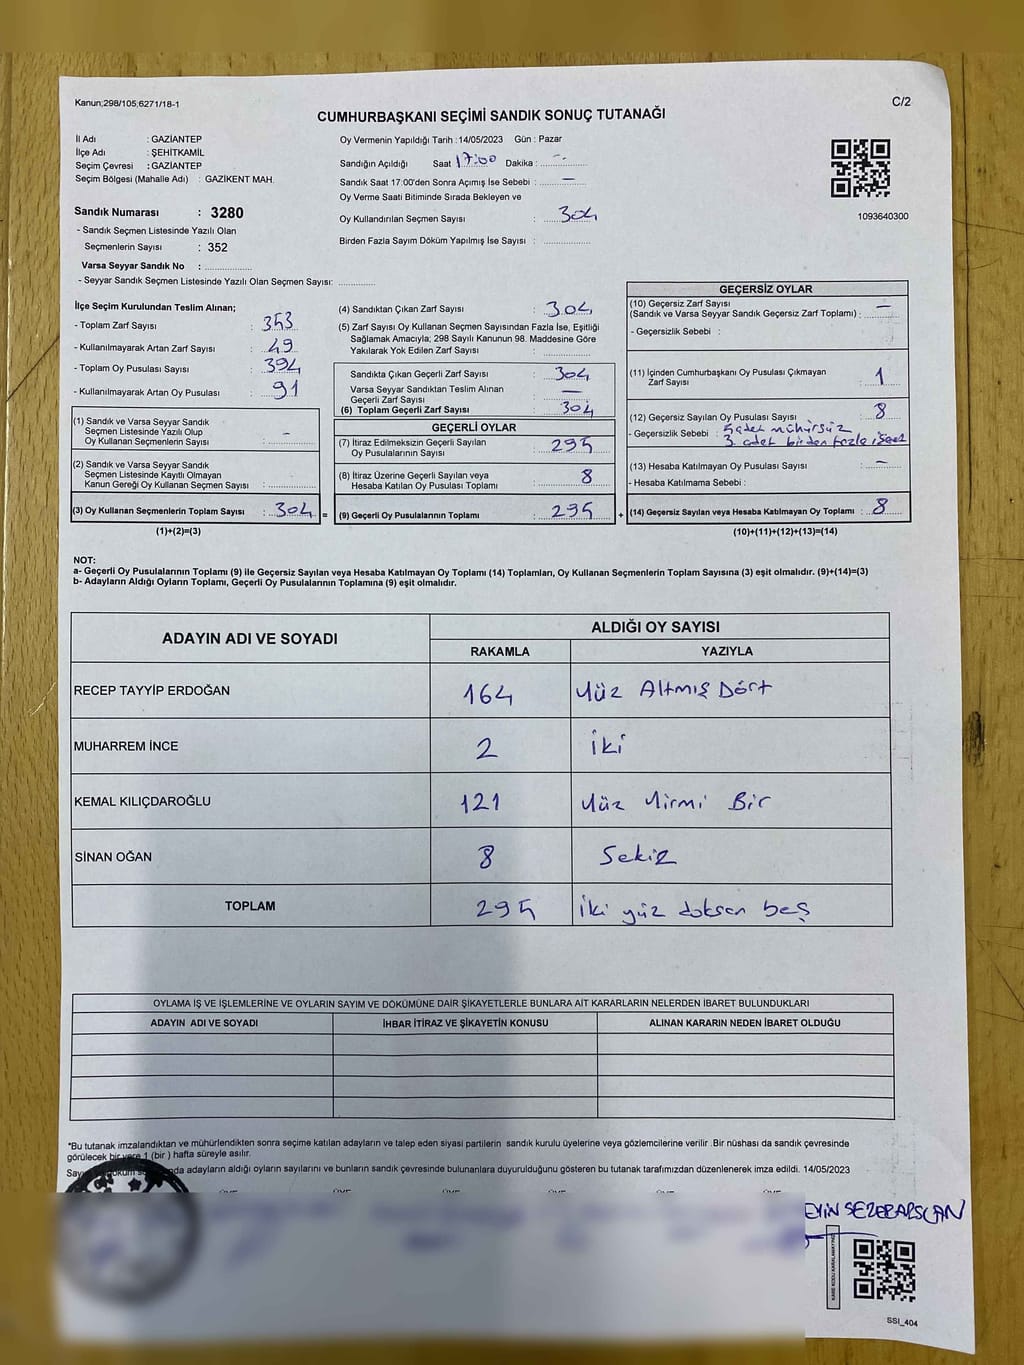 Kanun;298/105;6271/18-1
C/2
CUMHURBAŞKANI SEÇİMİ SANDIK SONUÇ TUTANAĞI
İl Adı : GAZİANTEP
İlçe Adı : ŞEHİTKAMİL
Seçim Çevresi : GAZİANTEP
Seçim Bölgesi (Mahalle Adı) : GAZİKENT MAH.
Sandık Numarası : 3280
- Sandık Seçmen Listesinde Yazılı Olan
Seçmenlerin Sayısı : 352
Varsa Seyyar Sandık No : ................
- Seyyar Sandık Seçmen Listesinde Yazılı Olan Seçmen Sayısı: ............
Oy Vermenin Yapıldığı Tarih :14/05/2023 Gün : Pazar
Sandığın Açıldığı Saat 17:00 Dakika : --
Sandık Saat 17:00'den Sonra Açımış İse Sebebi : —
Oy Verme Saati Bitiminde Sırada Bekleyen ve
Oy Kullandırılan Seçmen Sayısı : 304
Birden Fazla Sayım Döküm Yapılmış İse Sayısı : ................
1093640300
İlçe Seçim Kurulundan Teslim Alınan;
- Toplam Zarf Sayısı : 353
- Kullanılmayarak Artan Zarf Sayısı : 49
- Toplam Oy Pusulası Sayısı : 394
- Kullanılmayarak Artan Oy Pusulası : 91
(1) Sandık ve Varsa Seyyar Sandık
Seçmen Listesinde Yazılı Olup
Oy Kullanan Seçmenlerin Sayısı : -
(2) Sandık ve Varsa Seyyar Sandık
Seçmen Listesinde Kayıtlı Olmayan
Kanun Gereği Oy Kullanan Seçmen Sayısı : ................
(3) Oy Kullanan Seçmenlerin Toplam Sayısı : 304 =
(1)+(2)=(3)
(4) Sandıktan Çıkan Zarf Sayısı : 304
(5) Zarf Sayısı Oy Kullanan Seçmen Sayısından Fazla İse, Eşitliği
Sağlamak Amacıyla; 298 Sayılı Kanunun 98. Maddesine Göre
Yakılarak Yok Edilen Zarf Sayısı : ................
Sandıkta Çıkan Geçerli Zarf Sayısı : 304
Varsa Seyyar Sandıktan Teslim Alınan
Geçerli Zarf Sayısı : —
(6) Toplam Geçerli Zarf Sayısı : 304
GEÇERLİ OYLAR
(7) İtiraz Edilmeksizin Geçerli Sayılan
Oy Pusulalarının Sayısı : 295
(8) İtiraz Üzerine Geçerli Sayılan veya
Hesaba Katılan Oy Pusulası Toplamı : 8
(9) Geçerli Oy Pusulalarının Toplamı : 295 +
GEÇERSİZ OYLAR
(10) Geçersiz Zarf Sayısı
(Sandık ve Varsa Seyyar Sandık Geçersiz Zarf Toplamı) : —
- Geçersizlik Sebebi :
(11) İçinden Cumhurbaşkanı Oy Pusulası Çıkmayan
Zarf Sayısı : 1
(12) Geçersiz Sayılan Oy Pusulası Sayısı : 8
- Geçersizlik Sebebi : 5 adet mühürsüz
3 adet birden fazla
(13) Hesaba Katılmayan Oy Pusulası Sayısı : —
- Hesaba Katılmama Sebebi :
(14) Geçersiz Sayılan veya Hesaba Katılmayan Oy Toplamı : 8
(10)+(11)+(12)+(13)=(14)
NOT:
a- Geçerli Oy Pusulalarının Toplamı (9) ile Geçersiz Sayılan veya Hesaba Katılmayan Oy Toplamı (14) Toplamları, Oy Kullanan Seçmenlerin Toplam Sayısına (3) eşit olmalıdır. (9)+(14)=(3)
b- Adayların Aldığı Oyların Toplamı, Geçerli Oy Pusulalarının Toplamına (9) eşit olmalıdır.
ADAYIN ADI VE SOYADI
ALDIĞI OY SAYISI
RAKAMLA YAZIYLA
RECEP TAYYİP ERDOĞAN 164 Yüz Altmış Dört
MUHARREM İNCE 2 İki
KEMAL KILIÇDAROĞLU 121 Yüz Yirmi Bir
SİNAN OĞAN 8 Sekiz
TOPLAM 295 İki yüz doksan beş
OYLAMA İŞ VE İŞLEMLERİNE VE OYLARIN SAYIM VE DÖKÜMÜNE DAİR ŞİKAYETLERLE BUNLARA AİT KARARLARIN NELERDEN İBARET BULUNDUKLARI
ADAYIN ADI VE SOYADI İHBAR İTİRAZ VE ŞİKAYETİN KONUSU ALINAN KARARIN NEDEN İBARET OLDUĞU
*Bu tutanak imzalandıktan ve mühürlendikten sonra seçime katılan adayların ve talep eden siyasi partilerin sandık kurulu üyelerine veya gözlemcilerine verilir .Bir nüshası da sandık çevresinde
görülecek bir yere 1 (bir ) hafta süreyle asılır.
adayların aldığı oyların sayılarını ve bunların sandık çevresinde bulunanlara duyurulduğunu gösteren bu tutanak tarafımızdan düzenlenerek imza edildi. 14/05/2023
ÜYE ÜYE ÜYE ÜYE ÜYE ÜYE
KARE KODU KARALAMAYINIZ
SSI_404